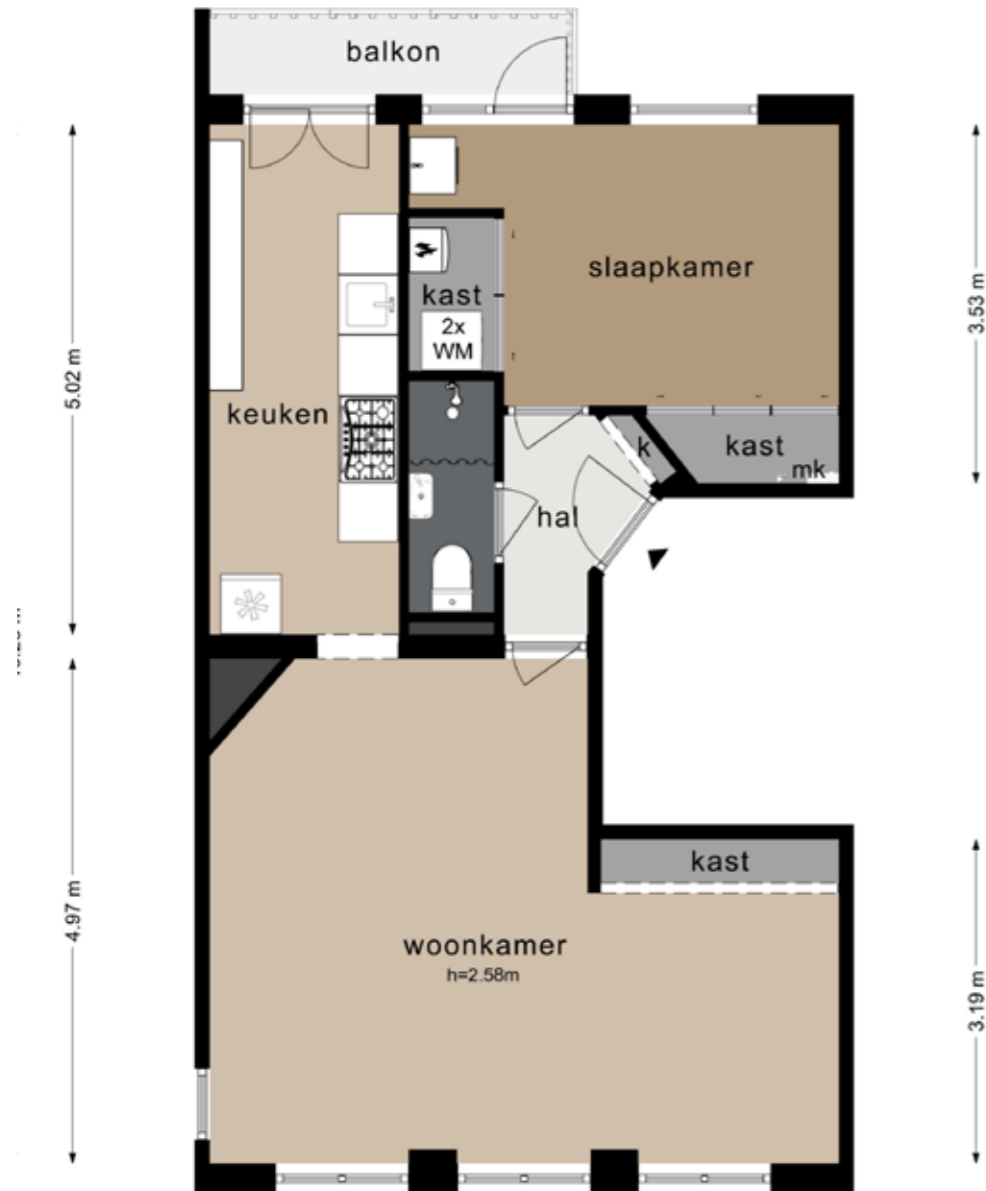 balkon
slaapkamer
3.53 m
kast
2x
WM
5.02 m
keuken
kast
k
mk
hal
kast
4.97 m
woonkamer
h=2.58m
3.19 m